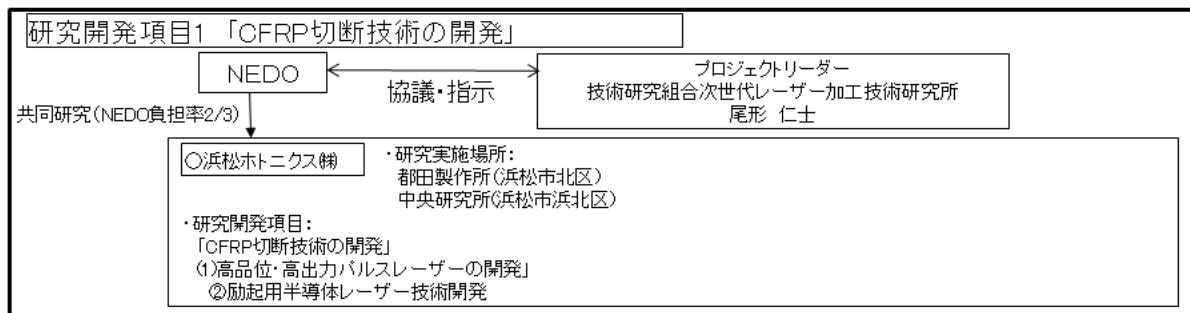 研究開発項目1 「CFRP切断技術の開発」
NEDO
協議・指示
プロジェクトリーダー
技術研究組合次世代レーザー加工技術研究所
尾形 仁士
共同研究(NEDO負担率2/3)
○浜松ホトニクス㈱
・研究実施場所:
都田製作所(浜松市北区)
中央研究所(浜松市浜北区)
・研究開発項目:
「CFRP切断技術の開発」
(1)高品位・高出力パルスレーザーの開発」
②励起用半導体レーザー技術開発